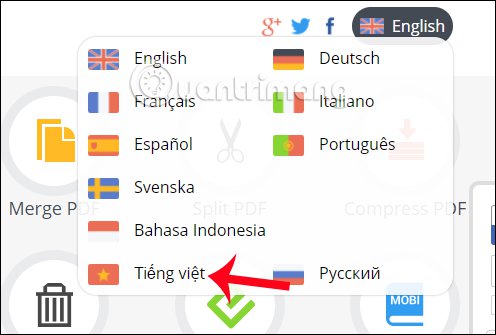 English
English Deutsch
Quantrimang
Français Italiano
Español Português
Svenska
Merge PDF Split PDF Compress PDF
Bahasa Indonesia
Tiếng việt Русский
MOBI